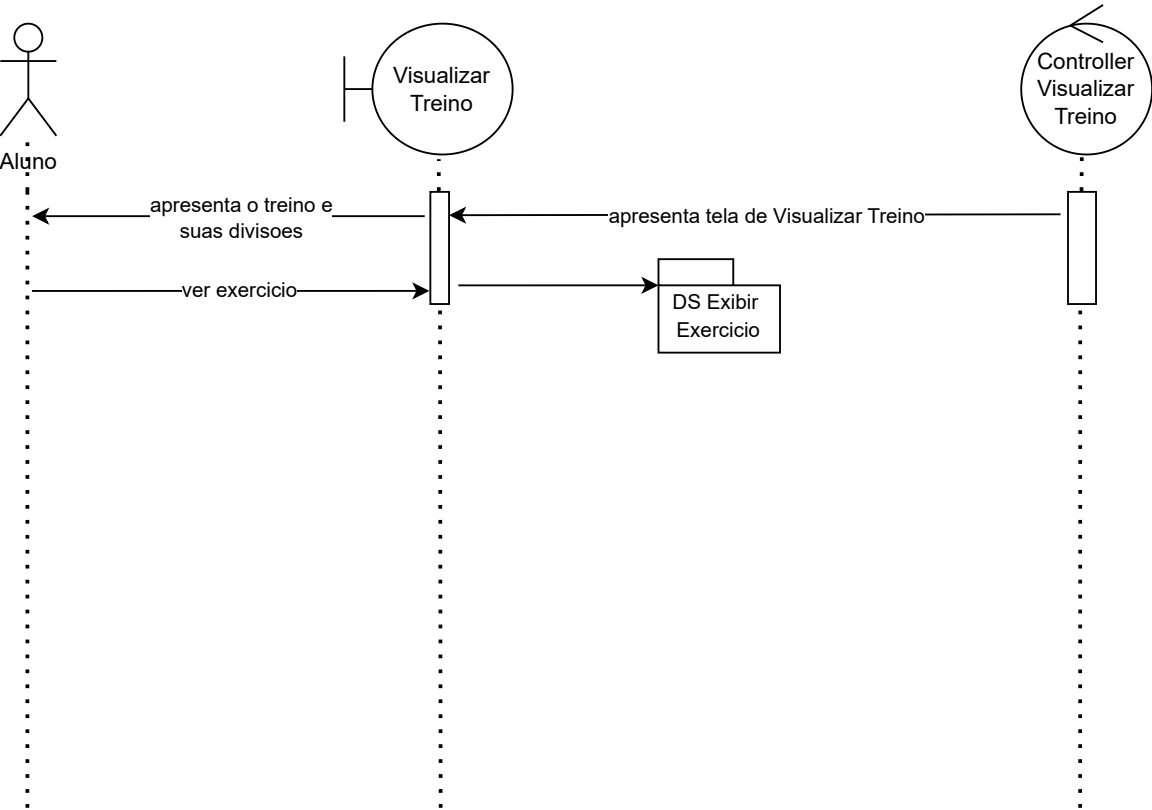 Visualizar
Treino
Controller
Visualizar
Treino
Aluno
apresenta o treino e
suas divisoes
apresenta tela de Visualizar Treino
ver exercicio
DS Exibir
Exercicio